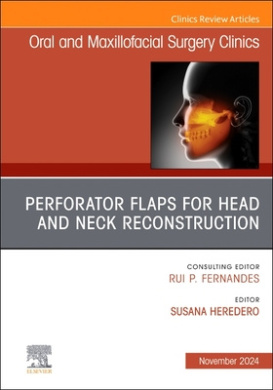 Clinics Review Articles
Oral and Maxillofacial Surgery Clinics
PERFORATOR FLAPS FOR HEAD
AND NECK RECONSTRUCTION
CONSULTING EDITOR
RUI P. FERNANDES
EDITOR
SUSANA HEREDERO
ELSEVIER
November 2024